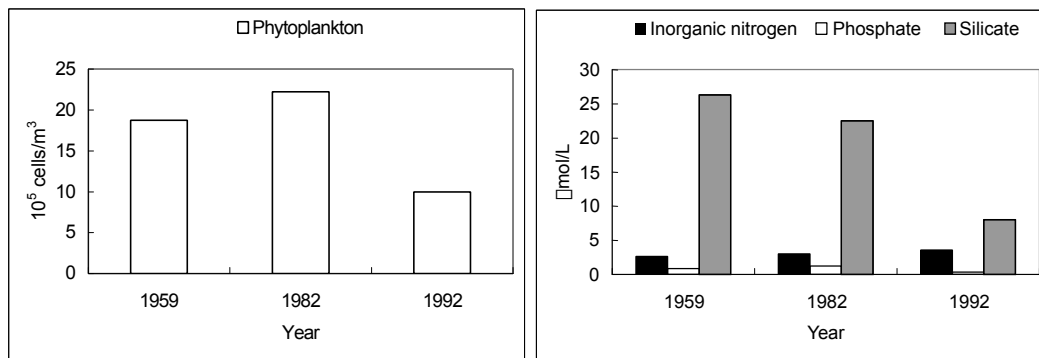 Phytoplankton
25
20
15
10
5
0
10⁵ cells/m³
1959 1982 1992
Year
Inorganic nitrogen Phosphate Silicate
30
25
20
15
10
5
0
□mol/L
1959 1982 1992
Year